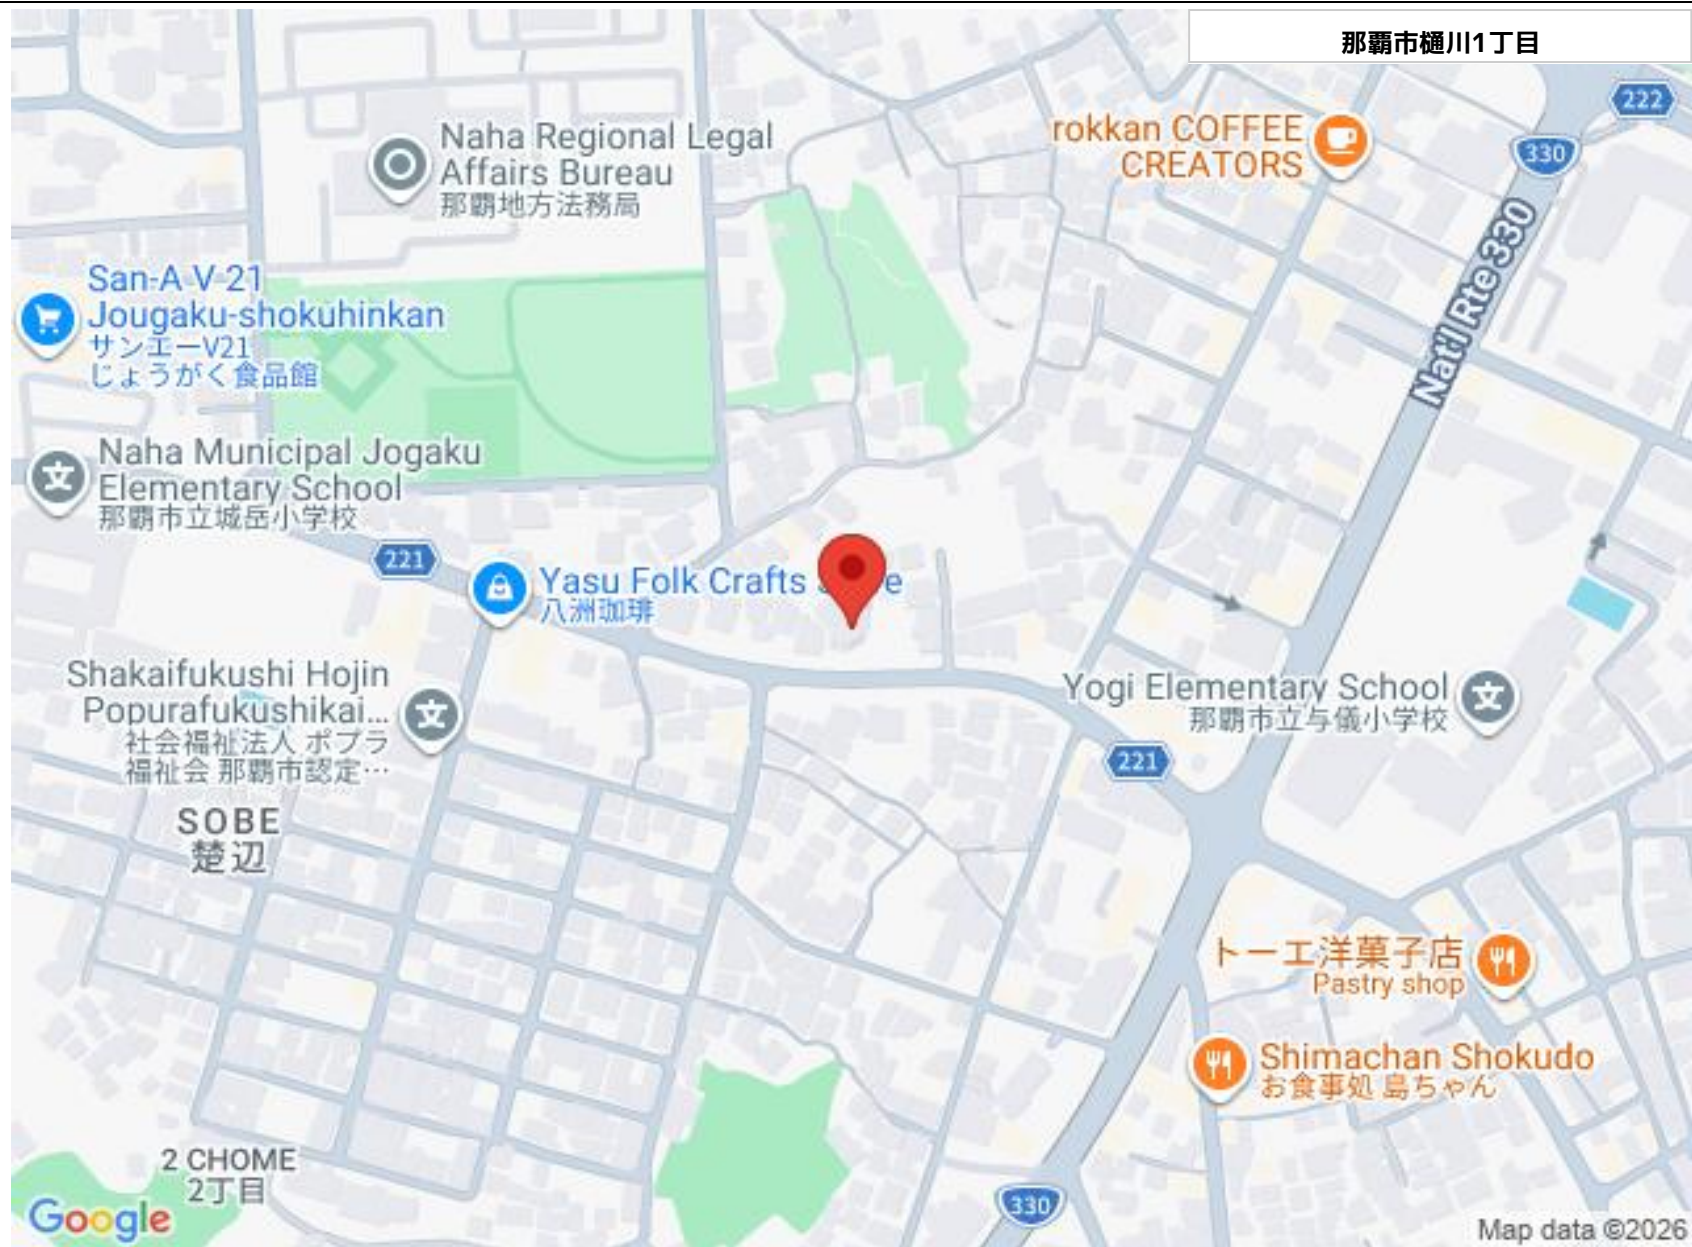 那覇市樋川1丁目
222
330
Naha Regional Legal
Affairs Bureau
那覇地方法務局
rokkan COFFEE
CREATORS
Nat'l Rte 330
San-A V-21
Jougaku-shokuhinkan
サンエーV21
じょうがく食品館
Naha Municipal Jogaku
Elementary School
那覇市立城岳小学校
文
221
Yasu Folk Crafts
八洲珈琲
Shakaifukushi Hojin
Popurafukushikai...
社会福祉法人 ポプラ
福祉会 那覇市認定…
文
Yogi Elementary School
那覇市立与儀小学校
文
221
SOBE
楚辺
トーエ洋菓子店
Pastry shop
Shimachan Shokudo
お食事処 島ちゃん
2 CHOME
2丁目
330
Google
Map data ©2026